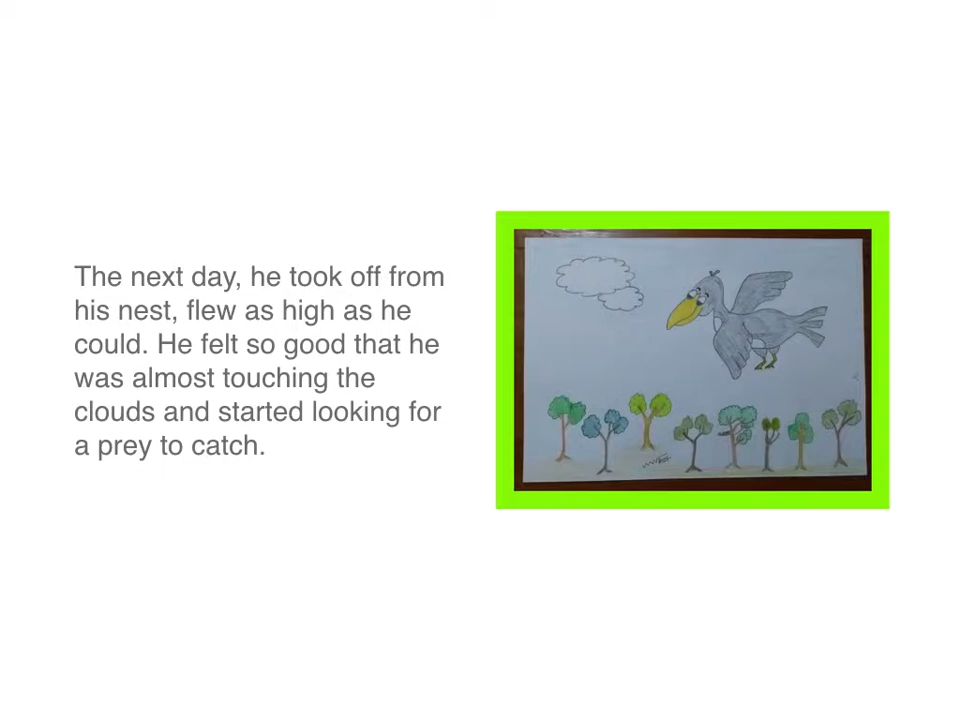 The next day, he took off from
his nest, flew as high as he
could. He felt so good that he
was almost touching the
clouds and started looking for
a prey to catch.